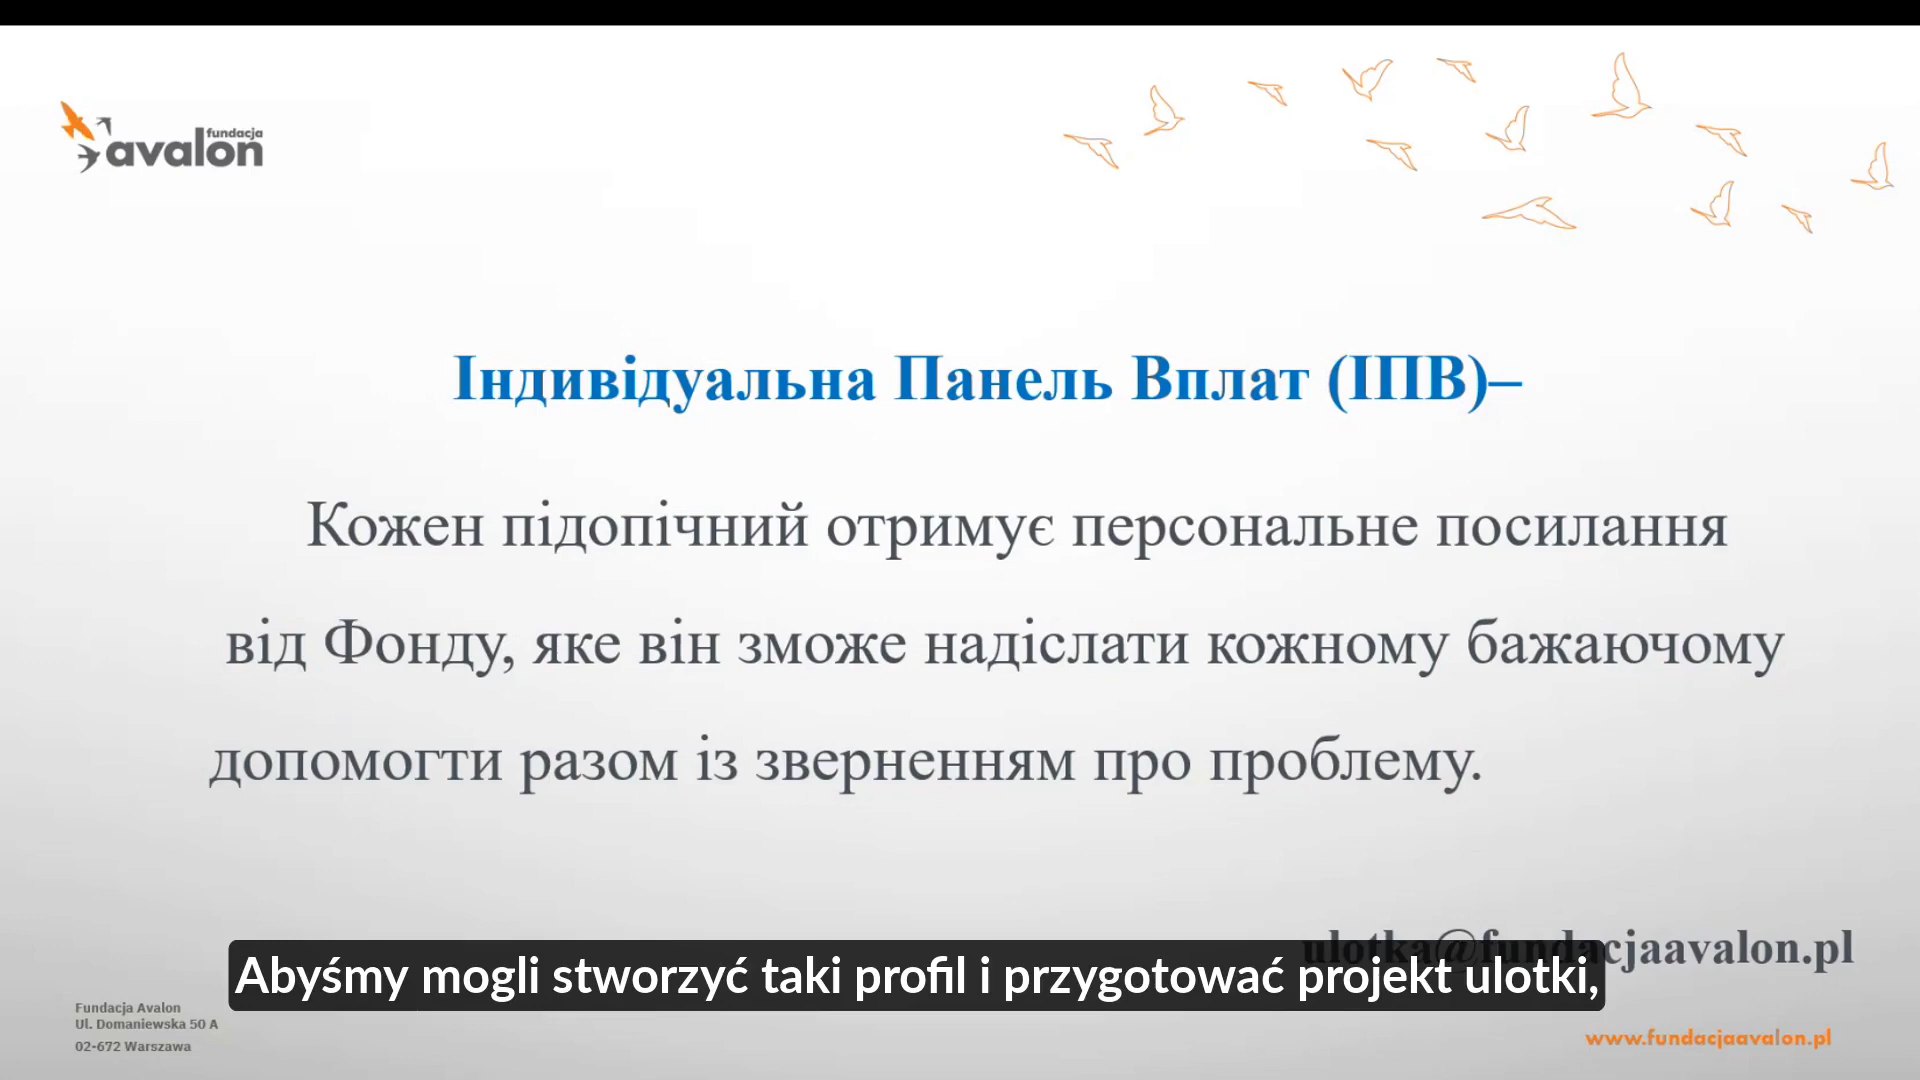 fundacja
avalon
Індивідуальна Панель Вплат (ІПВ)–
Кожен підопічний отримує персональне посилання
від Фонду, яке він зможе надіслати кожному бажаючому
допомогти разом із зверненням про проблему.
ulotka@fundacjaavalon.pl
Abyśmy mogli stworzyć taki profil i przygotować projekt ulotki,
Fundacja Avalon
Ul. Domaniewska 50 A
02-672 Warszawa
www.fundacjaavalon.pl